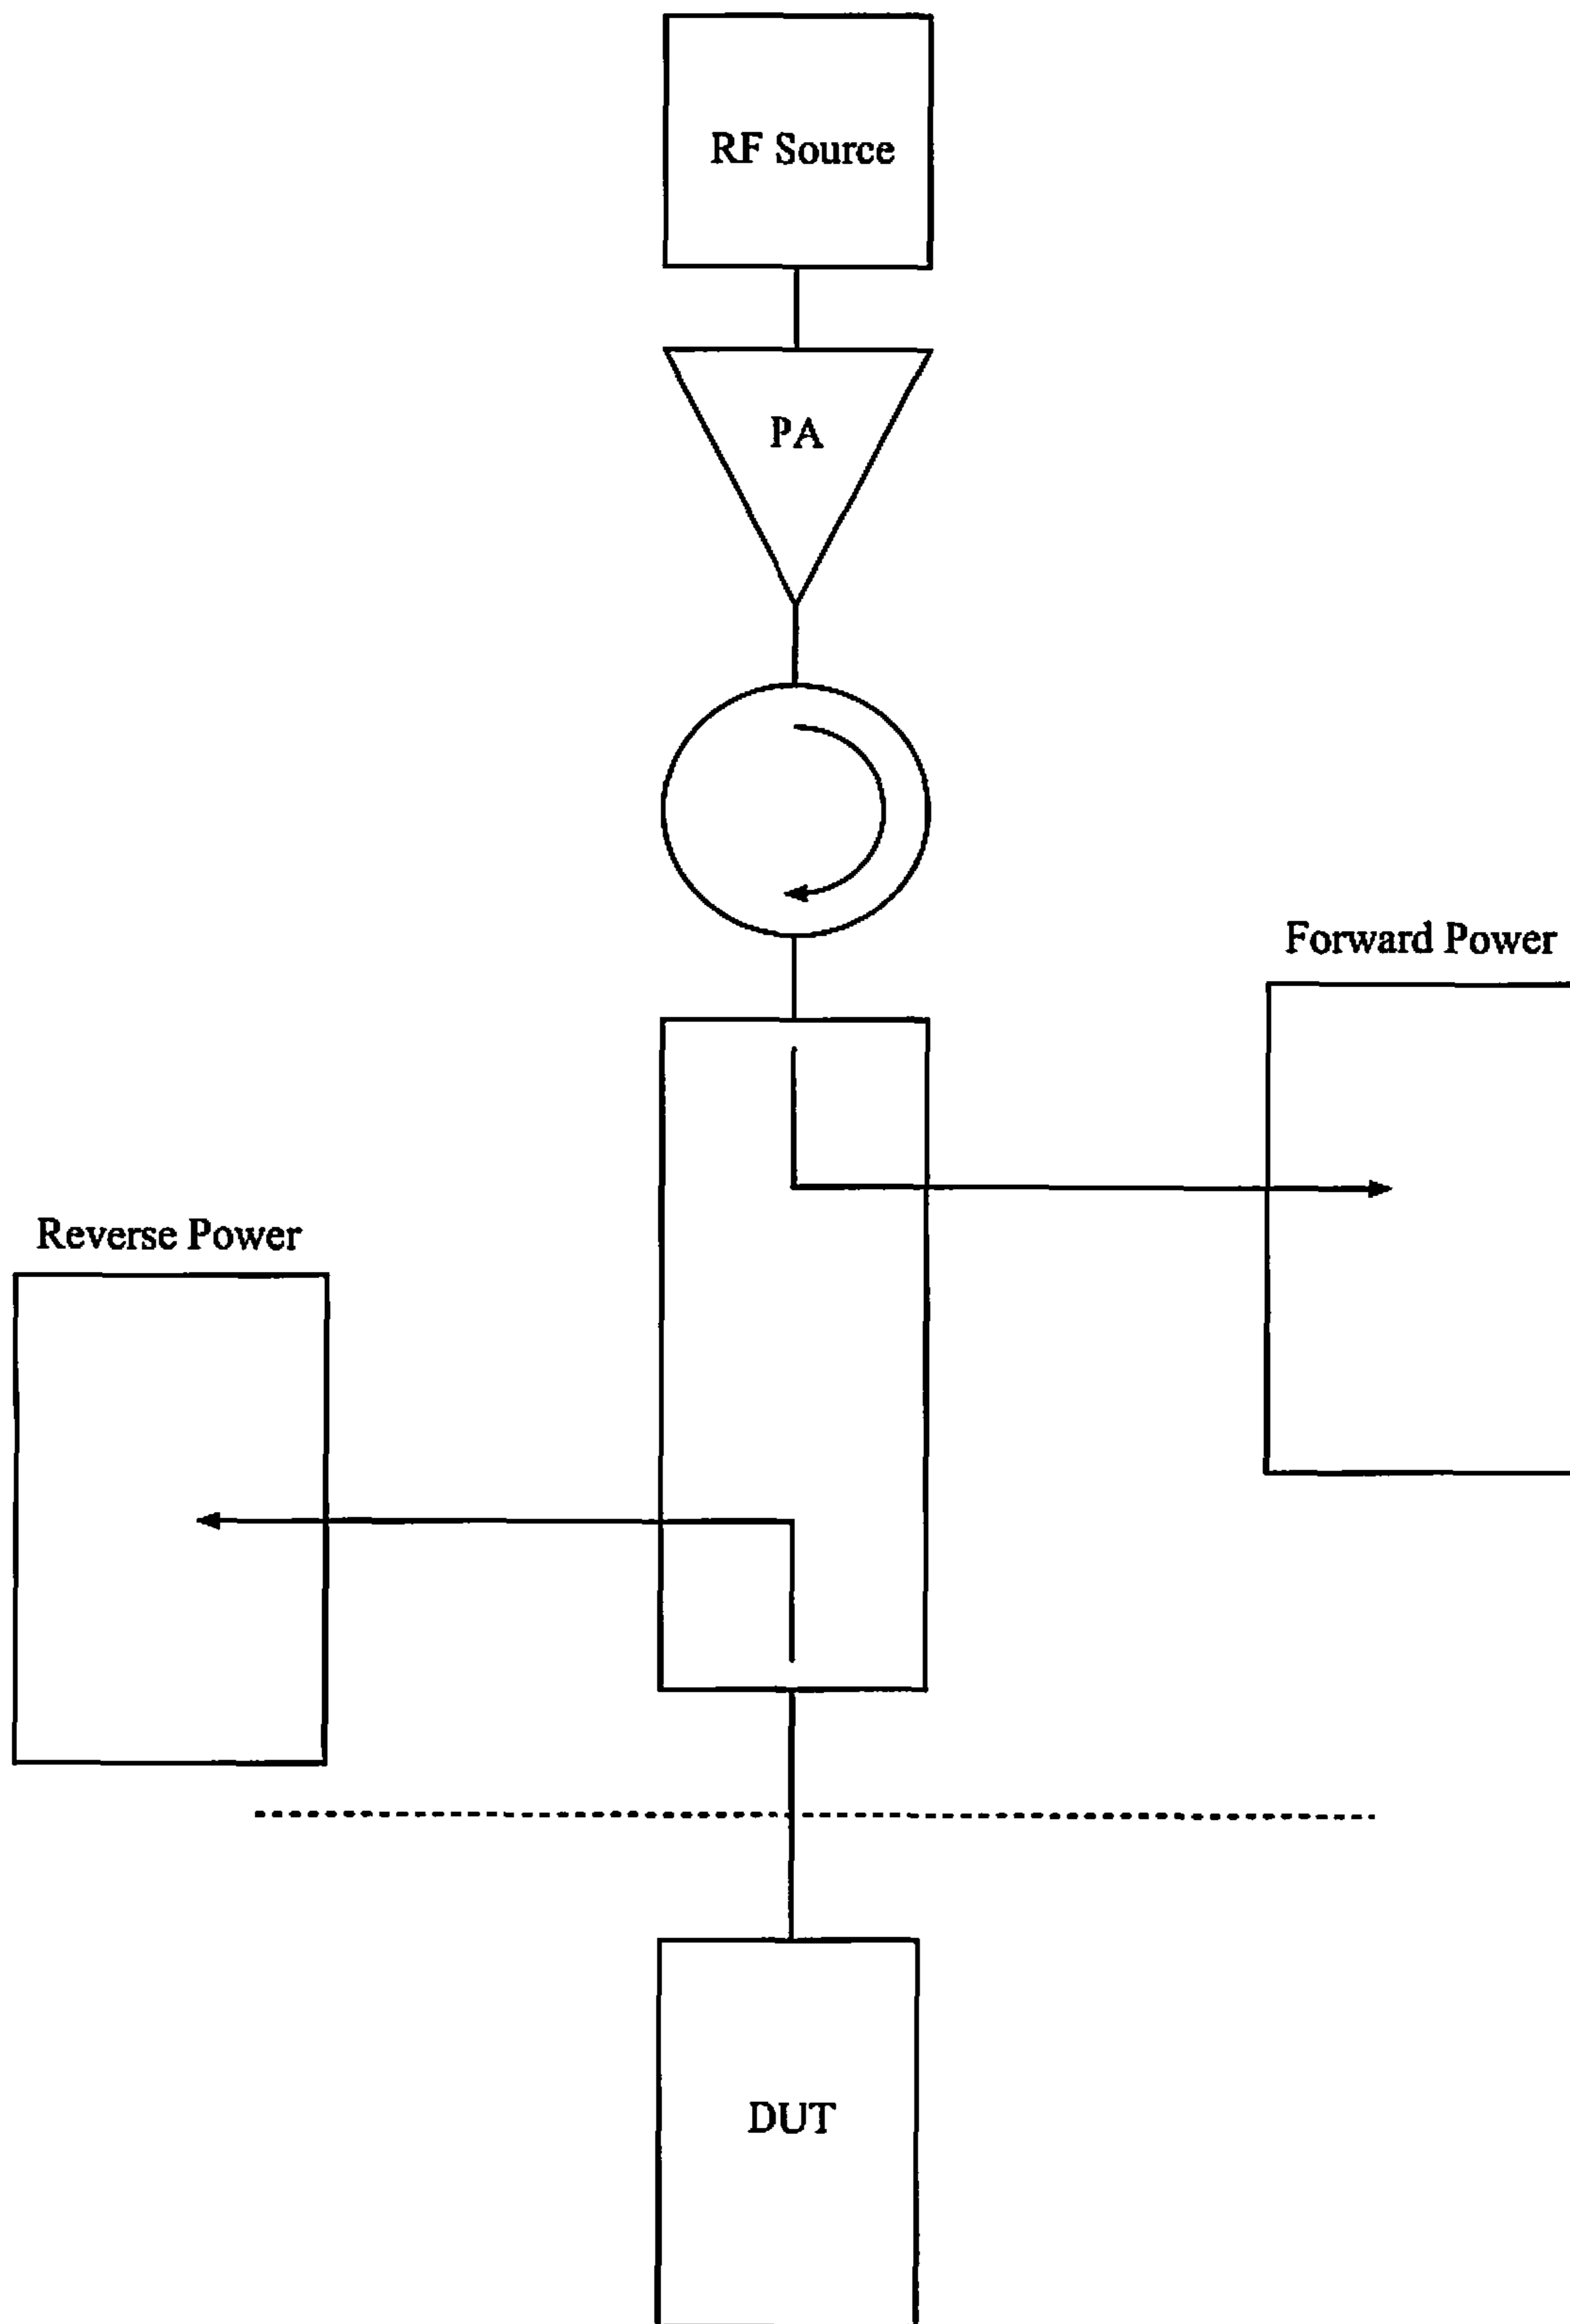 RF Source
PA
Forward Power
Reverse Power
DUT